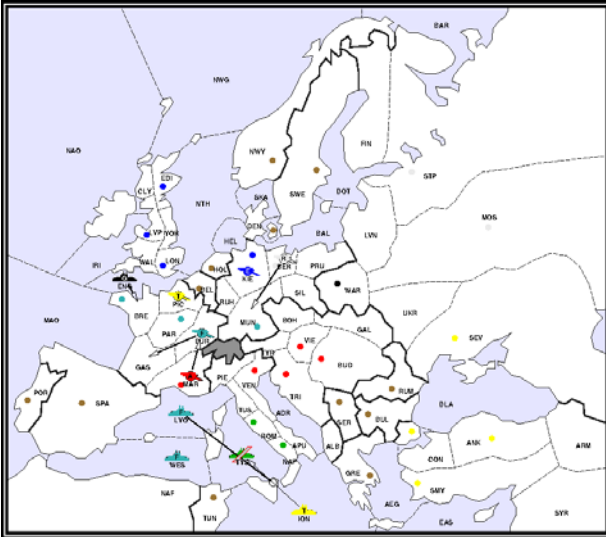 BAR
NWG
NAO
NWY
FIN
STP
SWE
EDI
CLY
SKA
BOT
NTH
MOS
LVP
YOR
DEN
LVN
HEL
BAL
WAL
LON
HOL
KIE
BER
PRU
IRI
ENG
BEL
WAR
RUH
SIL
PIC
UKR
BRE
MUN
BOH
MAO
PAR
BUR
GAL
SEV
VIE
GAS
BUD
MAR
PIE
VEN
TRI
RUM
POR
SPA
BLA
TUS
ADR
SER
BUL
LYO
ANK
ARM
ROM
APU
ALB
CON
WES
NAP
GRE
SMY
NAF
AEG
ION
SYR
TUN
EAS